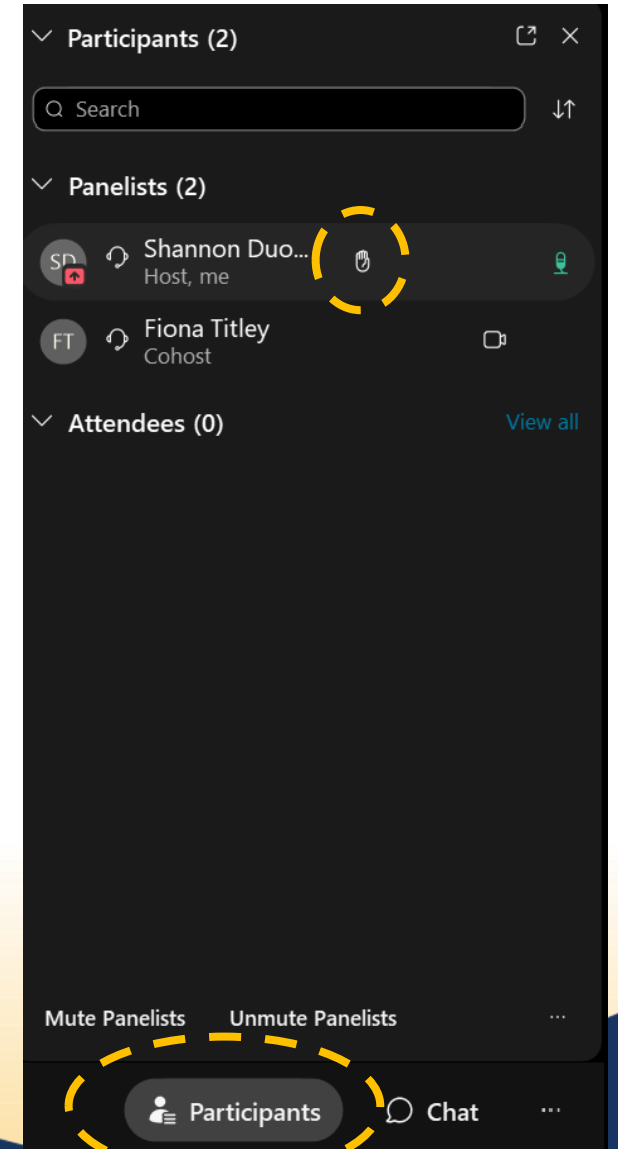 Participants (2)
Search
Panelists (2)
SD Shannon Duo...
Host, me
FT Fiona Titley
Cohost
Attendees (0) View all
Mute Panelists Unmute Panelists ...
Participants Chat ...